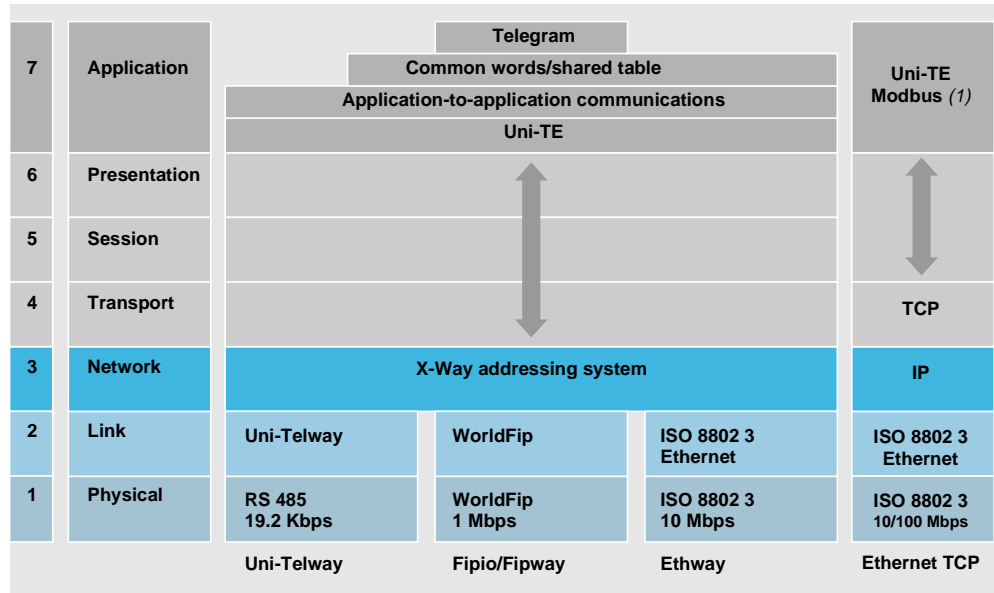 Telegram
7 Application Common words/shared table Uni-TE
Modbus (1)
Application-to-application communications
Uni-TE
6 Presentation
5 Session
4 Transport TCP
3 Network X-Way addressing system IP
2 Link Uni-Telway WorldFip ISO 8802 3 ISO 8802 3
Ethernet Ethernet
1 Physical RS 485 WorldFip ISO 8802 3 ISO 8802 3
19.2 Kbps 1 Mbps 10 Mbps 10/100 Mbps
Uni-Telway Fipio/Fipway Ethway Ethernet TCP